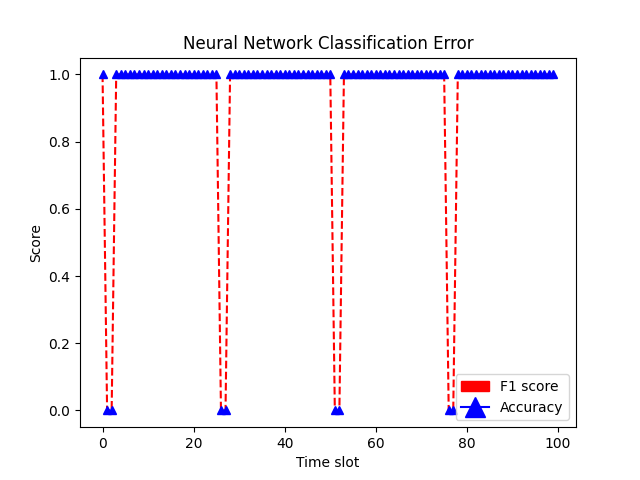 Neural Network Classification Error
1.0
0.8
0.6
0.4
0.2
0.0
Score
F1 score
Accuracy
0 20 40 60 80 100
Time slot